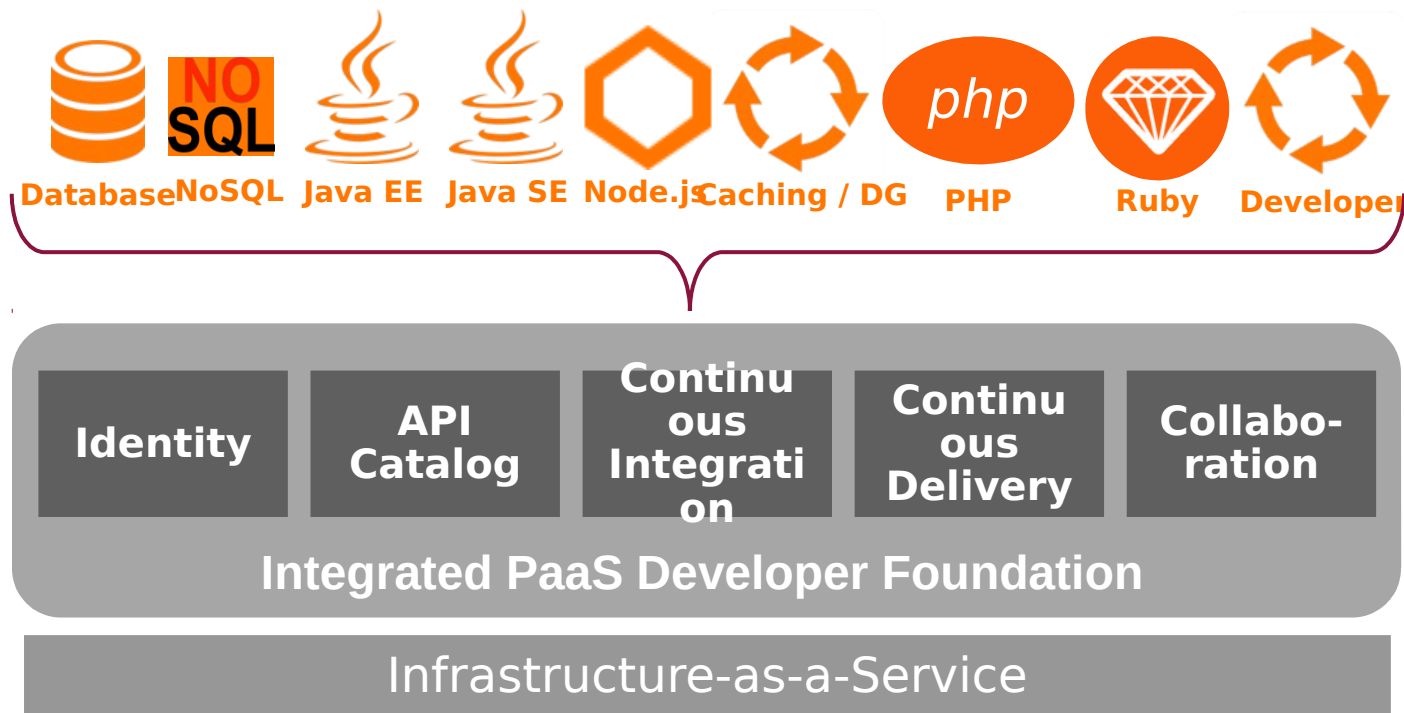 NO
SQL
php
Database
NoSQL
Java EE
Java SE
Node.js
Caching / DG
PHP
Ruby
Developer
Identity
API
Catalog
Continu
ous
Integrati
on
Continu
ous
Delivery
Collabo-
ration
Integrated PaaS Developer Foundation
Infrastructure-as-a-Service